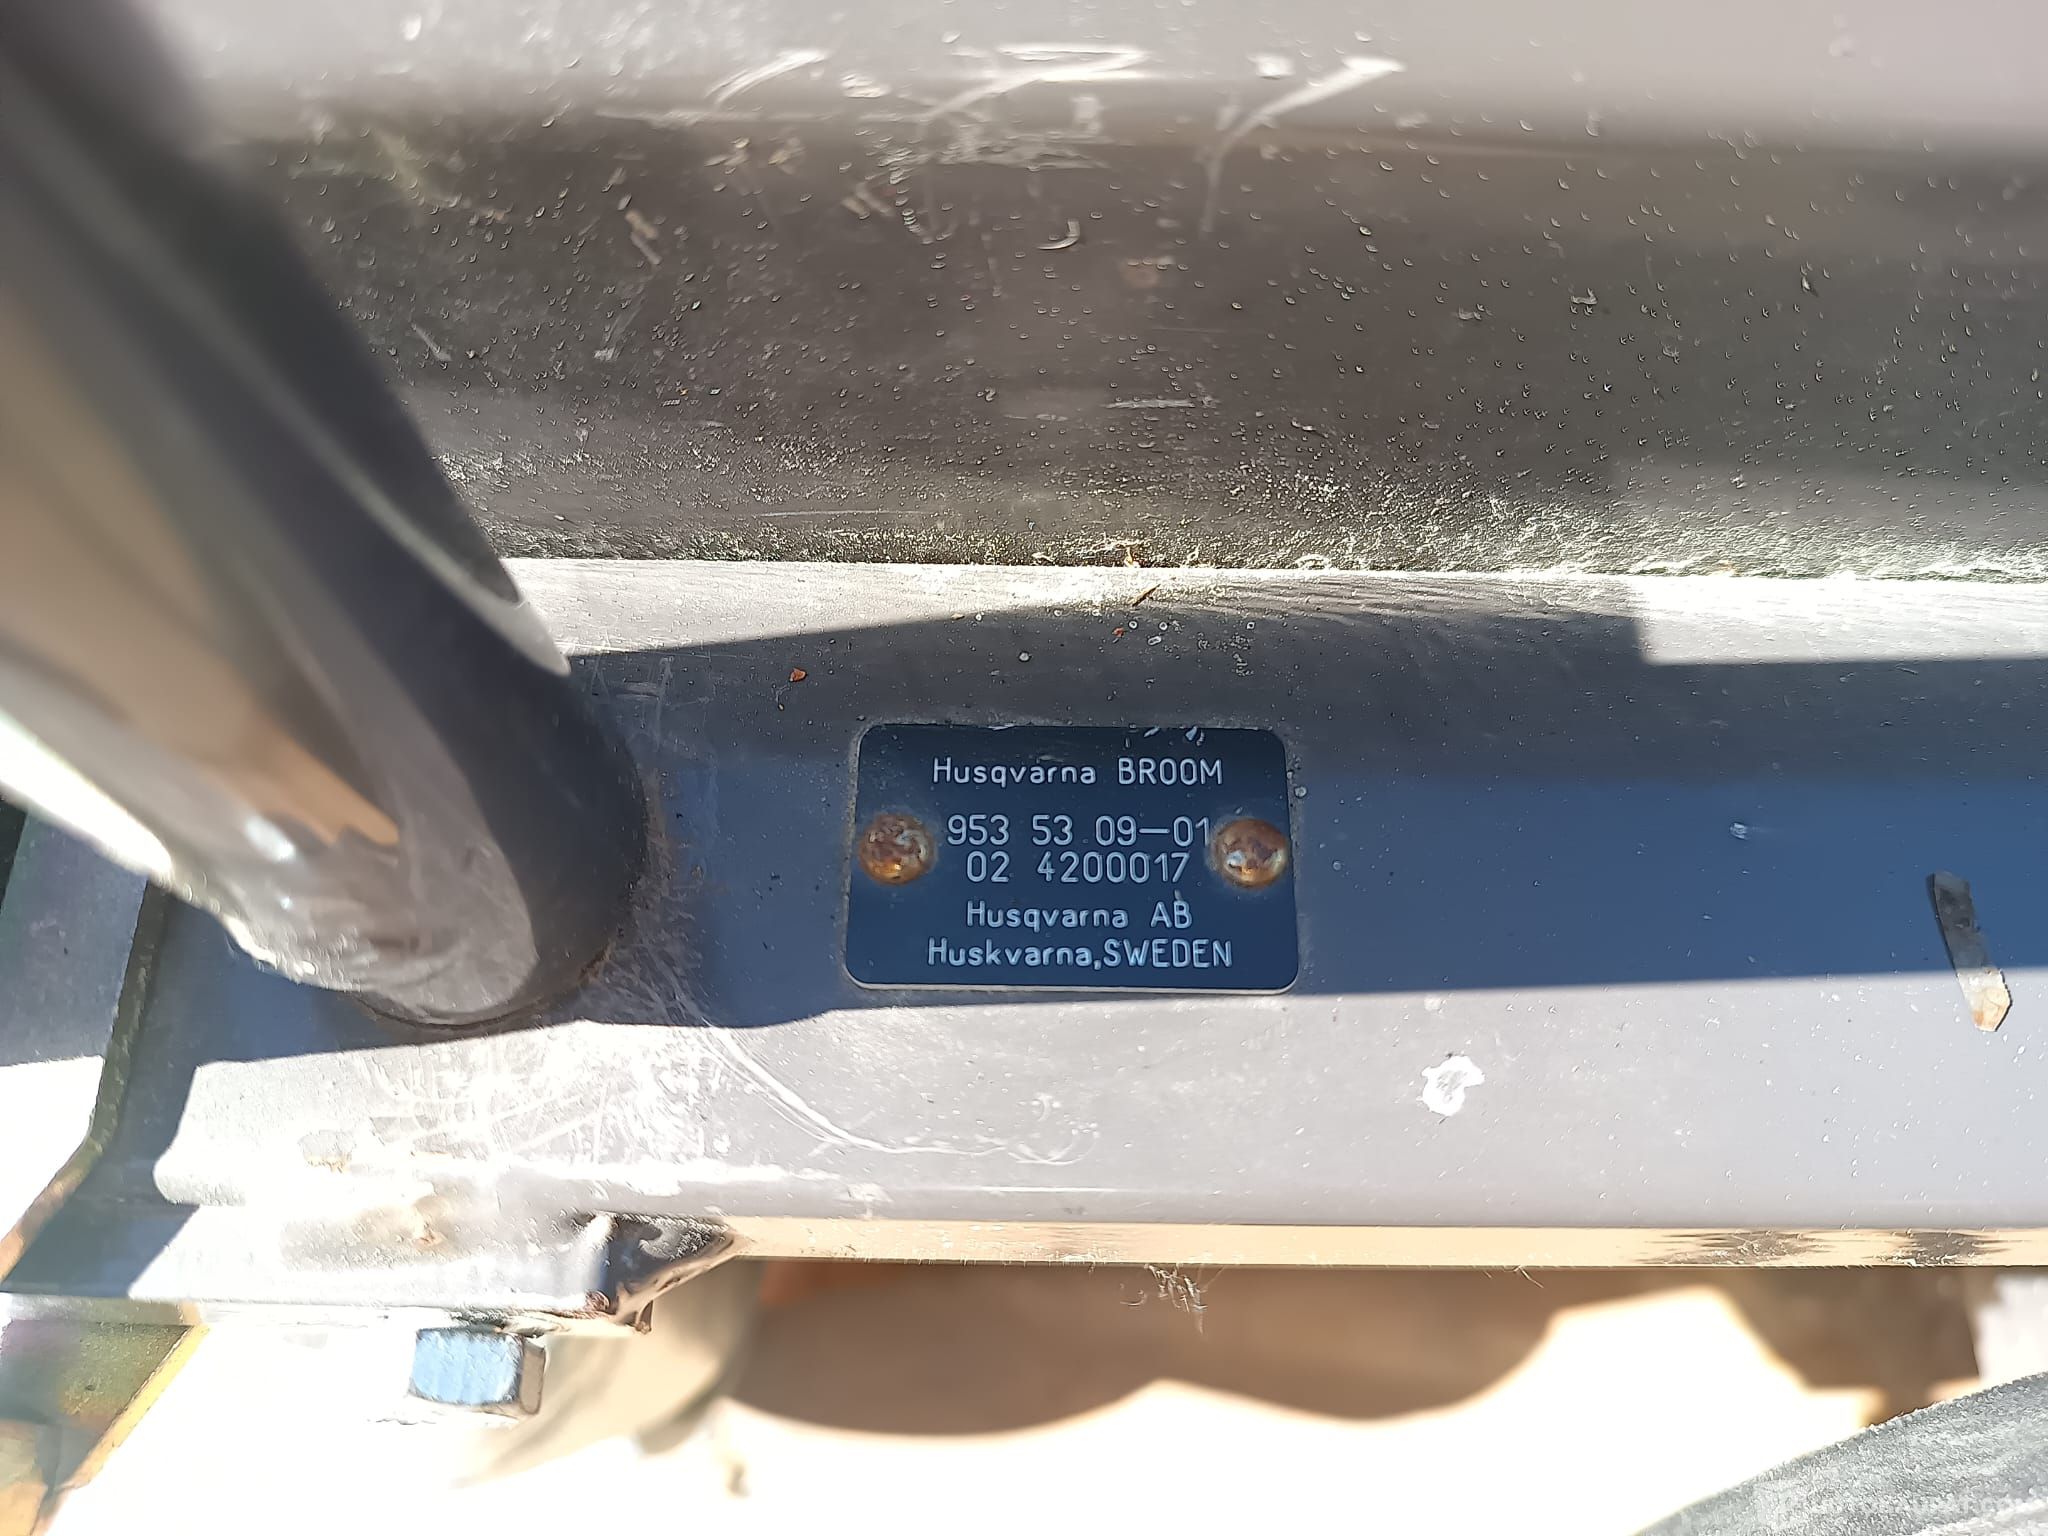 Husqvarna BROOM
953 53 09-01
02 4200017
Husqvarna AB
Huskvarna,SWEDEN